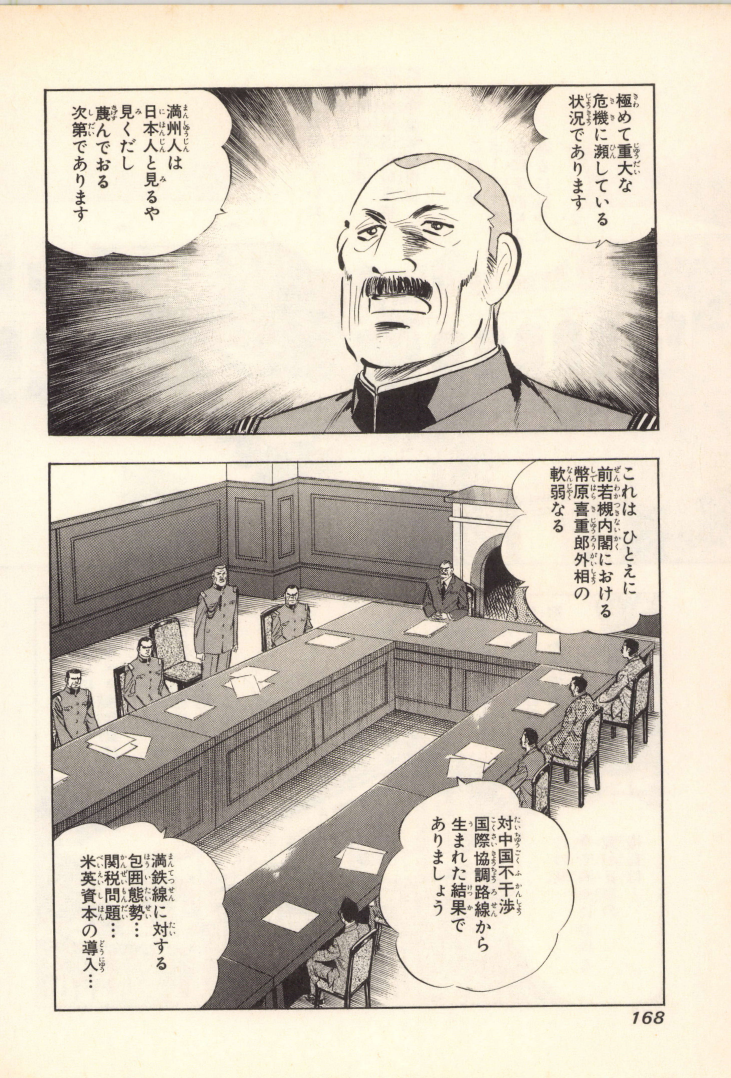 極めて重大な
危機に瀕している
状況であります
満州人は
日本人と見るや
見くだし
蔑んでおる
次第であります
これは ひとえに
前若槻内閣における
幣原喜重郎外相の
軟弱なる
対中国不干渉
国際協調路線から
生まれた結果で
ありましょう
満鉄線に対する
包囲態勢…
関税問題…
米英資本の導入…
168